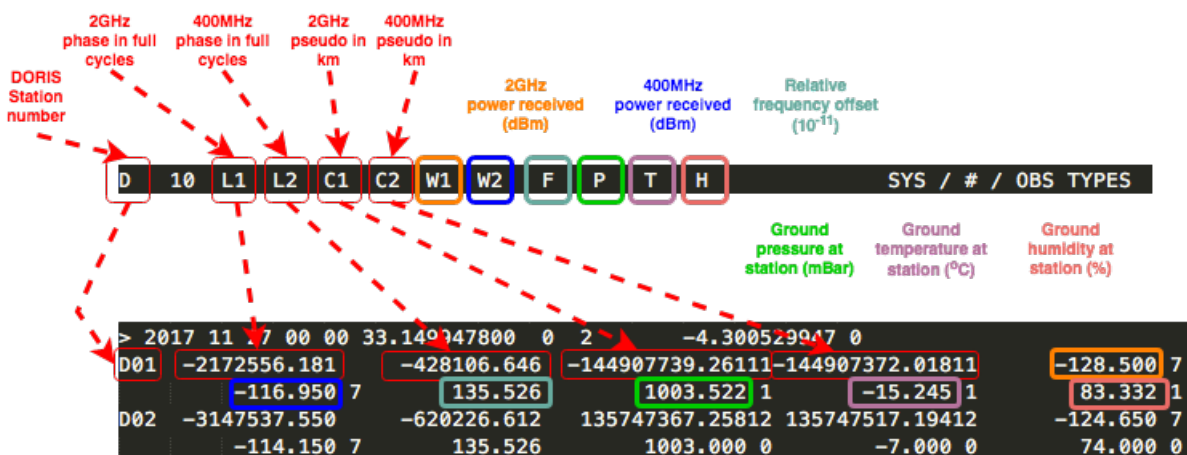 2GHz phase in full cycles
400MHz phase in full cycles
2GHz pseudo in km
400MHz pseudo in km
DORIS Station number
2GHz power received (dBm)
400MHz power received (dBm)
Relative frequency offset (10⁻¹¹)
D 10 L1 L2 C1 C2 W1 W2 F P T H SYS / # / OBS TYPES
Ground pressure at station (mBar)
Ground temperature at station (⁰C)
Ground humidity at station (%)
> 2017 11 27 00 00 33.149947800 0 2 -4.300529947 0
D01 -2172556.181 -428106.646 -144907739.26111 -144907372.01811 -128.500 7
-116.950 7 135.526 1003.522 1 -15.245 1 83.332 1
D02 -3147537.550 -620226.612 135747367.25812 135747517.19412 -124.650 7
-114.150 7 135.526 1003.000 0 -7.000 0 74.000 0